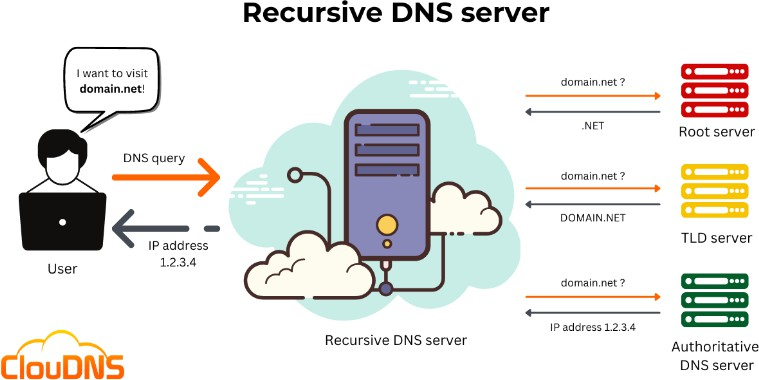 Recursive DNS server
I want to visit
domain.net!
DNS query
IP address
1.2.3.4
User
Recursive DNS server
domain.net ?
.NET
Root server
domain.net ?
DOMAIN.NET
TLD server
domain.net ?
IP address 1.2.3.4
Authoritative
DNS server
ClouDNS